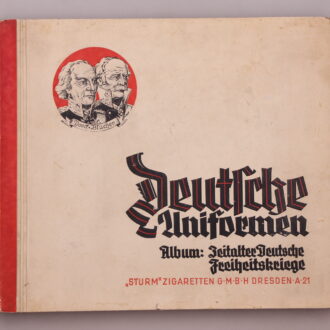 Deutsche
Uniformen
Album: Zeitalter Deutsche
Freiheitskriege
„STURM“ ZIGARETTEN G·M·B·H DRESDEN-A·21